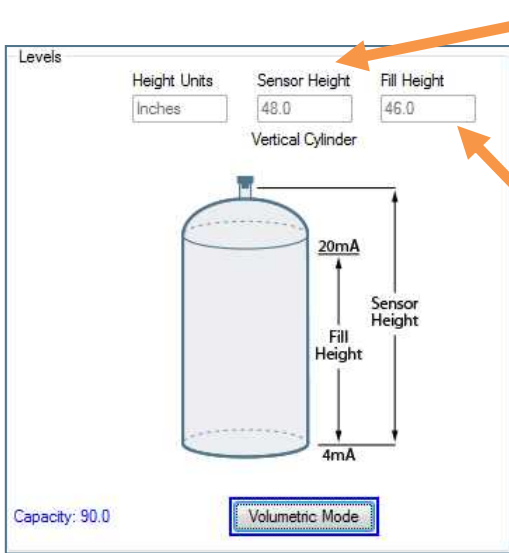 Levels
Height Units Sensor Height Fill Height
Inches 48.0 46.0
Vertical Cylinder
20mA
Sensor
Height
Fill
Height
4mA
Capacity: 90.0 Volumetric Mode